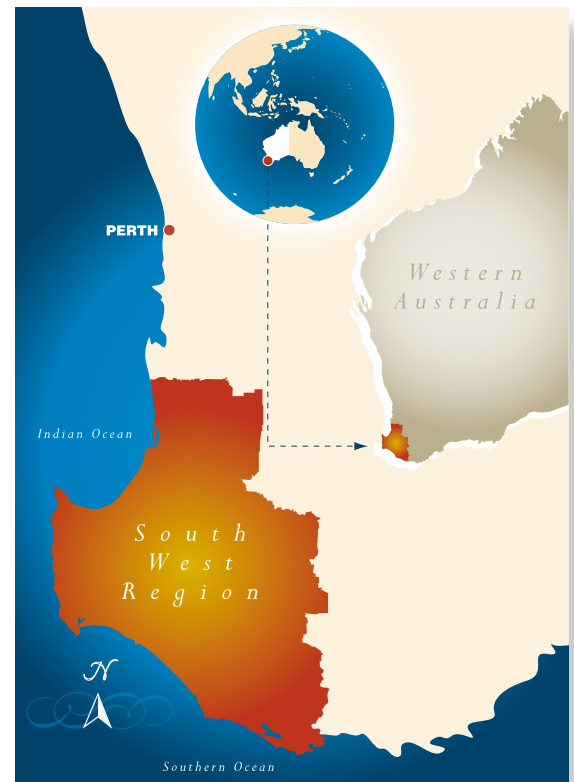 PERTH
Western
Australia
Indian Ocean
South
West
Region
N
Southern Ocean